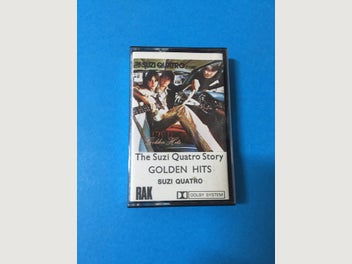 SUZI QUATRO
Golden Hits
The Suzi Quatro Story
GOLDEN HITS
SUZI QUATRO
RAK
DOLBY SYSTEM